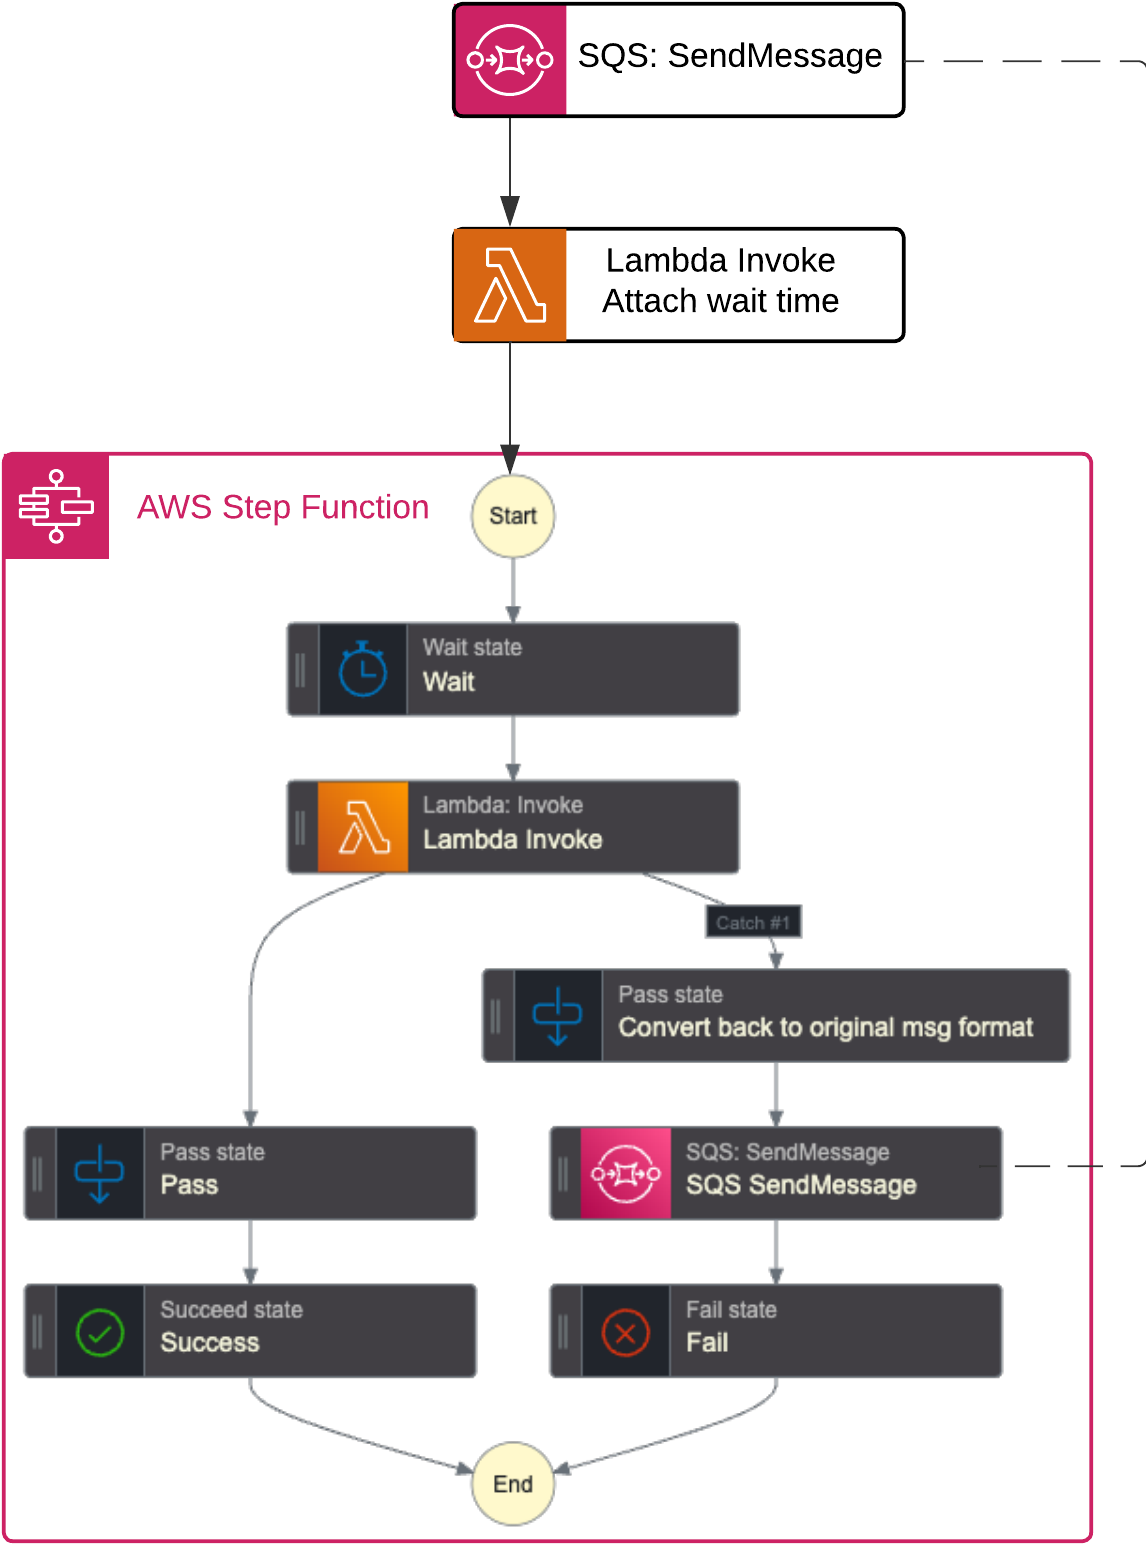 SQS: SendMessage
Lambda Invoke
Attach wait time
AWS Step Function
Start
Wait state
Wait
Lambda: Invoke
Lambda Invoke
Catch #1
Pass state
Convert back to original msg format
Pass state
Pass
SQS: SendMessage
SQS SendMessage
Succeed state
Success
Fail state
Fail
End